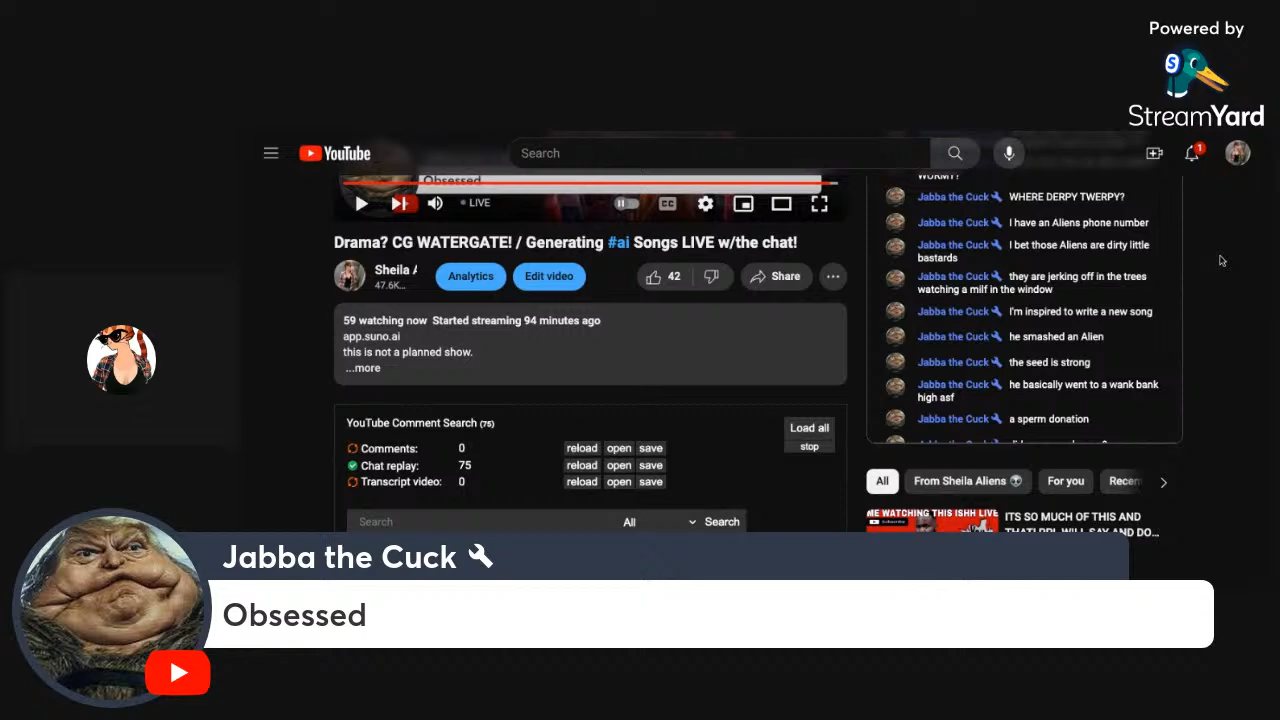 Powered by
StreamYard
YouTube
Search
1
Obsessed
LIVE
CC
Drama? CG WATERGATE! / Generating #ai Songs LIVE w/the chat!
Sheila A
47.6K...
Analytics
Edit video
42
Share
59 watching now Started streaming 94 minutes ago
app.suno.ai
this is not a planned show.
...more
YouTube Comment Search (75)
Load all
stop
Comments: 0 reload open save
Chat replay: 75 reload open save
Transcript video: 0 reload open save
Search All Search
WURMY?
Jabba the Cuck WHERE DERPY TWERPY?
Jabba the Cuck I have an Aliens phone number
Jabba the Cuck I bet those Aliens are dirty little
bastards
Jabba the Cuck they are jerking off in the trees
watching a milf in the window
Jabba the Cuck I'm inspired to write a new song
Jabba the Cuck he smashed an Alien
Jabba the Cuck the seed is strong
Jabba the Cuck he basically went to a wank bank
high asf
Jabba the Cuck a sperm donation
All
From Sheila Aliens
For you
Recen
ME WATCHING THIS ISHH LIVE
ITS SO MUCH OF THIS AND
Jabba the Cuck
Obsessed